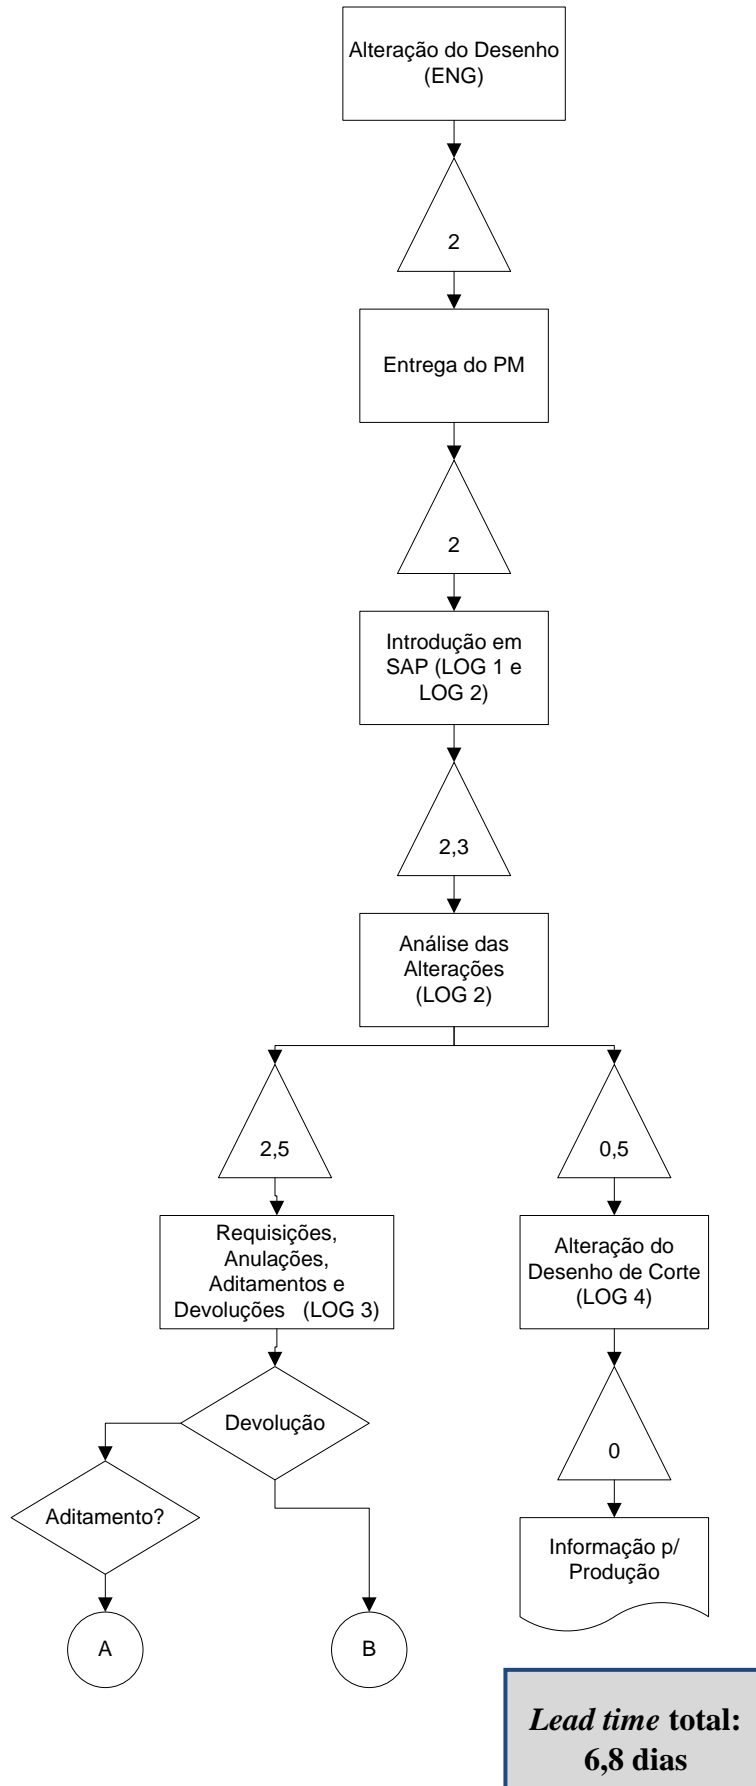 Alteração do Desenho
(ENG)
2
Entrega do PM
2
Introdução em
SAP (LOG 1 e
LOG 2)
2,3
Análise das
Alterações
(LOG 2)
2,5
0,5
Requisições,
Anulações,
Aditamentos e
Devoluções (LOG 3)
Alteração do
Desenho de Corte
(LOG 4)
Devolução
0
Aditamento?
Informação p/
Produção
A
B
Lead time total:
6,8 dias